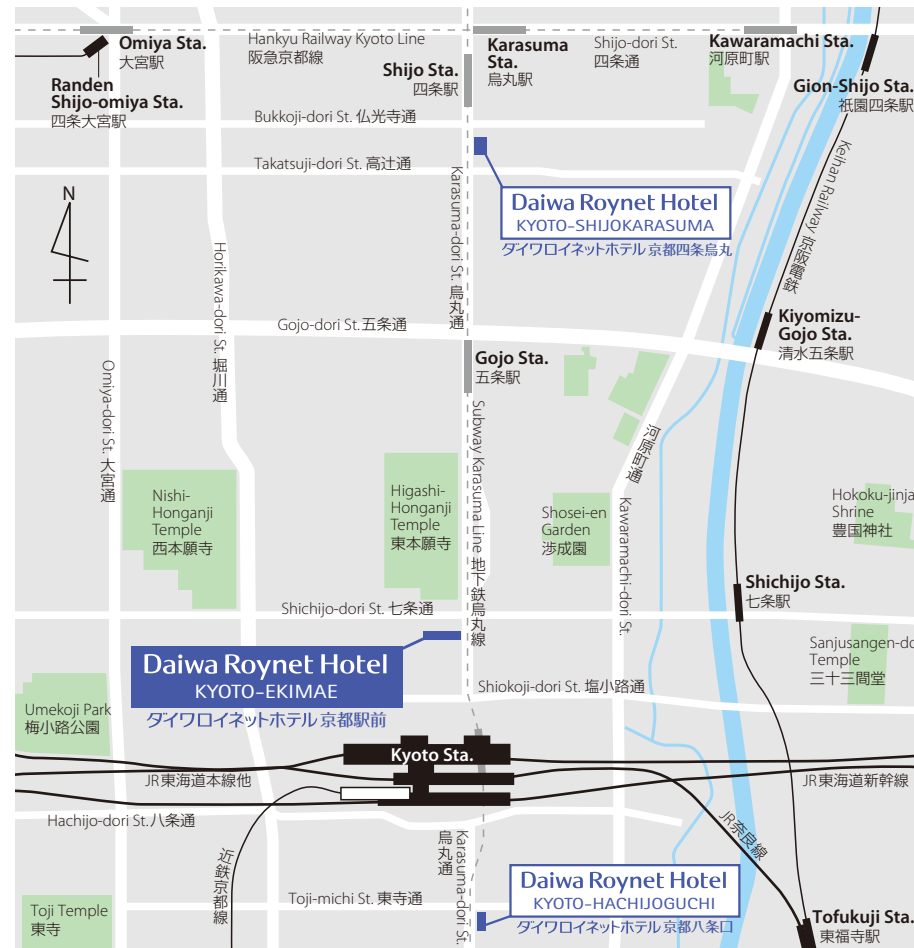 Omiya Sta.
大宮駅
Hankyu Railway Kyoto Line
阪急京都線
Shijo Sta.
四条駅
Karasuma
Sta.
烏丸駅
Shijo-dori St.
四条通
Kawaramachi Sta.
河原町駅
Randen
Shijo-omiya Sta.
四条大宮駅
Gion-Shijo Sta.
祇園四条駅
Bukkoji-dori St. 仏光寺通
Takatsuji-dori St. 高辻通
Keihan Railway 京阪電鉄
N
Karasuma-dori St. 烏丸通
Daiwa Roynet Hotel
KYOTO-SHIJOKARASUMA
ダイワロイネットホテル 京都四条烏丸
Horikawa-dori St. 堀川通
Gojo-dori St. 五条通
Kiyomizu-
Gojo Sta.
清水五条駅
Gojo Sta.
五条駅
Omiya-dori St. 大宮通
Subway Karasuma Line 地下鉄烏丸線
河原町通
Kawaramachi-dori St.
Nishi-
Honganji
Temple
西本願寺
Higashi-
Honganji
Temple
東本願寺
Shosei-en
Garden
渉成園
Hokoku-jinja
Shrine
豊国神社
Shichijo Sta.
七条駅
Shichijo-dori St. 七条通
Daiwa Roynet Hotel
KYOTO-EKIMAE
ダイワロイネットホテル 京都駅前
Sanjusangen-do
Temple
三十三間堂
Shiokoji-dori St. 塩小路通
Umekoji Park
梅小路公園
Kyoto Sta.
JR東海道本線他
JR東海道新幹線
Hachijo-dori St. 八条通
JR奈良線
近鉄京都線
烏丸通
Karasuma-dori St.
Toji-michi St. 東寺通
Daiwa Roynet Hotel
KYOTO-HACHIJOGUCHI
ダイワロイネットホテル 京都八条口
Toji Temple
東寺
Tofukuji Sta.
東福寺駅